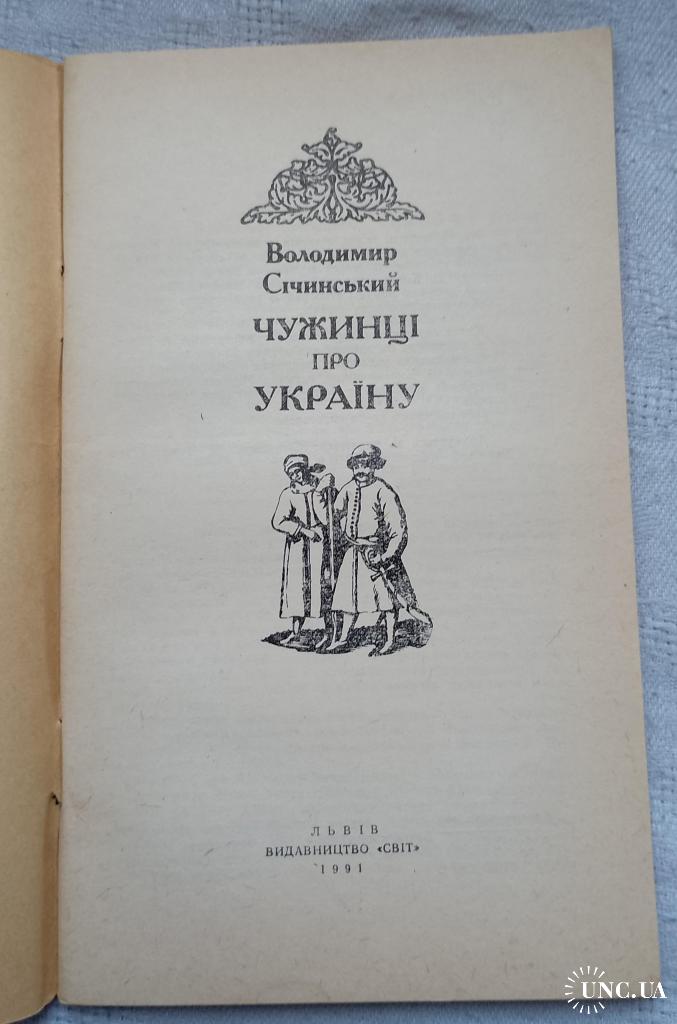 Володимир
Січинський
ЧУЖИНЦІ
ПРО
УКРАЇНУ
ЛЬВІВ
ВИДАВНИЦТВО «СВІТ»
1991
UNC.UA